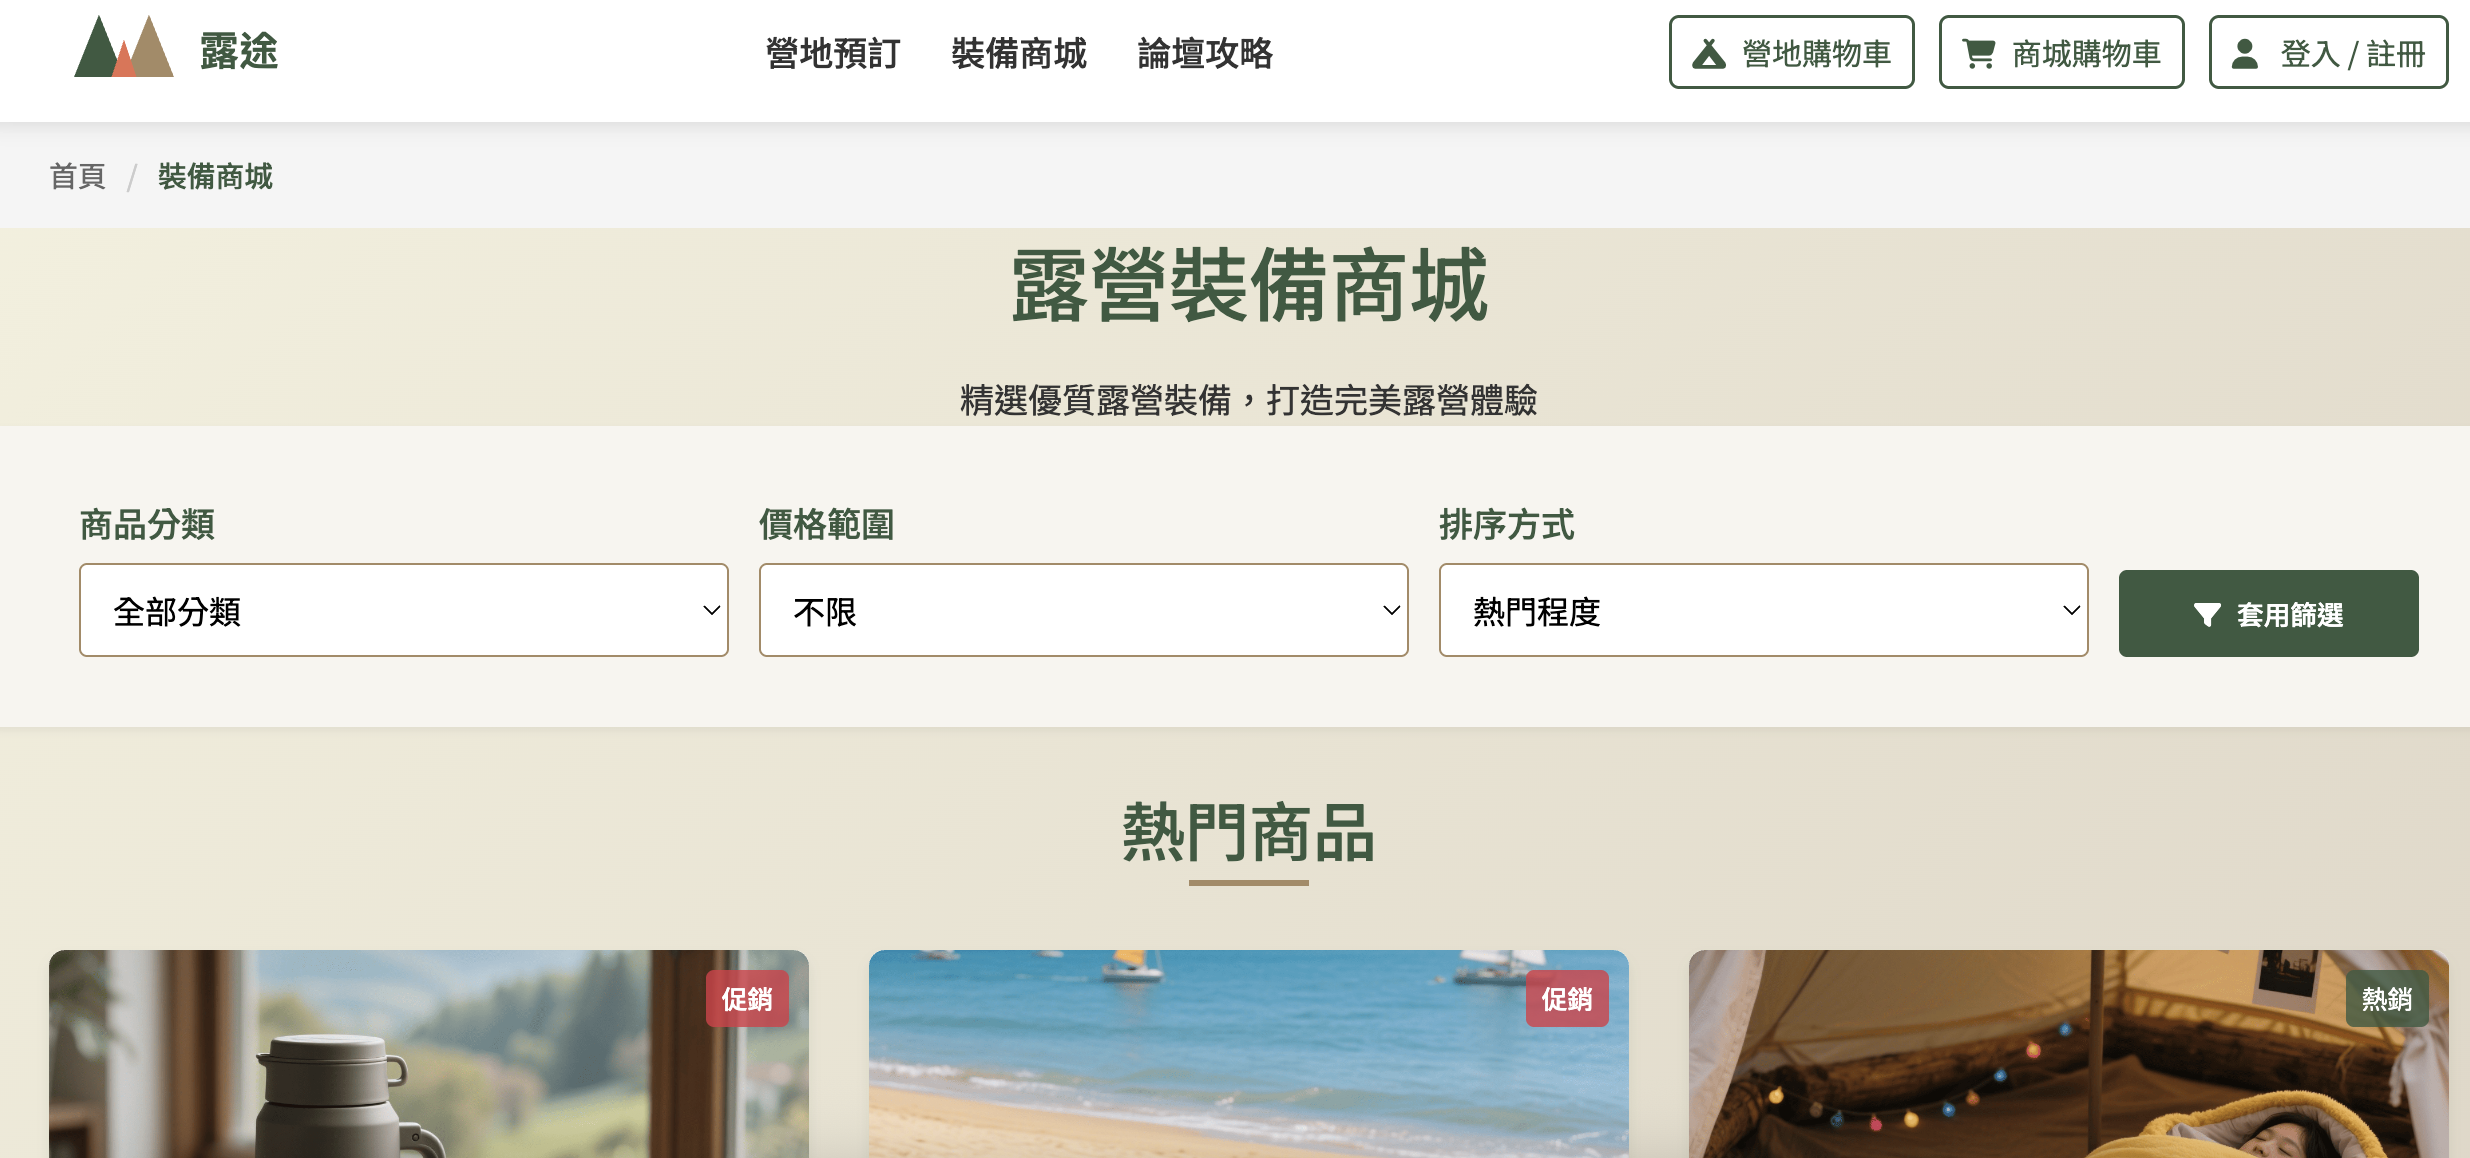 露途
營地預訂 裝備商城 論壇攻略
營地購物車 商城購物車 登入 / 註冊
首頁 / 裝備商城
露營裝備商城
精選優質露營裝備，打造完美露營體驗
商品分類 價格範圍 排序方式
全部分類 不限 熱門程度 套用篩選
熱門商品
促銷 促銷 熱銷